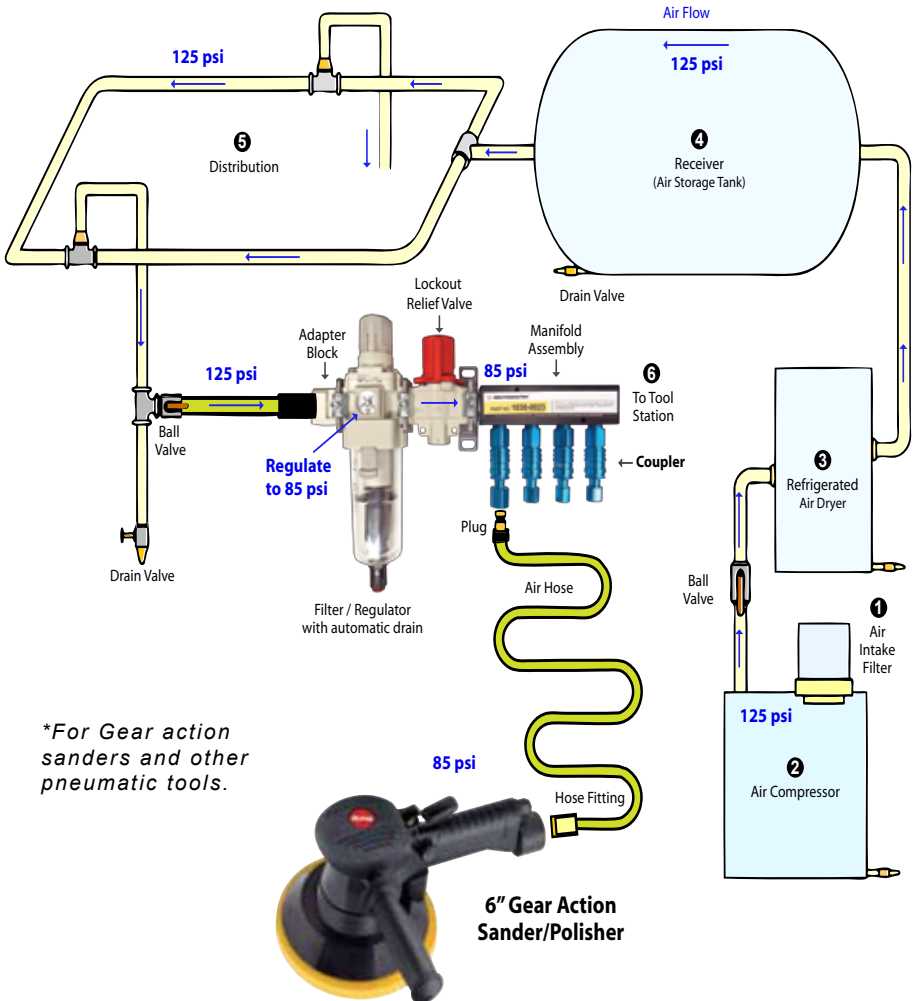 Air Flow
125 psi
125 psi
❺
Distribution
❹
Receiver
(Air Storage Tank)
Drain Valve
Lockout
Relief Valve
Adapter
Block
Manifold
Assembly
125 psi
85 psi
❻
To Tool
Station
Ball
Valve
Regulate
to 85 psi
Coupler
❸
Refrigerated
Air Dryer
Plug
Drain Valve
Air Hose
Ball
Valve
Filter / Regulator
with automatic drain
❶
Air
Intake
Filter
125 psi
*For Gear action
sanders and other
pneumatic tools.
85 psi
❷
Air Compressor
Hose Fitting
6” Gear Action
Sander/Polisher